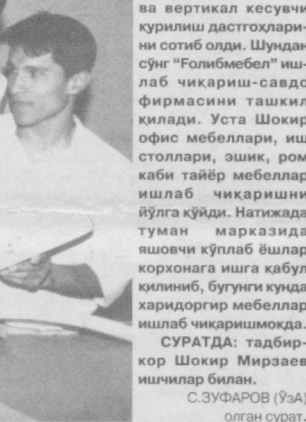 ва вертикал кесувчи
қурилиш дастгоҳлари-
ни сотиб олди. Шундан
сўнг “Ғолибмебел” иш-
лаб чиқариш-савдо
фирмасини ташкил
қилади. Уста Шокир
офис мебеллари, иш
столлари, эшик, ром
каби тайёр мебеллар
ишлаб чиқаришни
йўлга қўйди. Натижада
туман марказида
яшовчи кўплаб ёшлар
корхонага ишга қабул
қилиниб, бугунги кунда
харидоргир мебеллар
ишлаб чиқаришмоқда.
СУРАТДА: тадбир-
кор Шокир Мирзаев
ишчилар билан.
С.ЗУФАРОВ (ЎзА)
олган сурат.